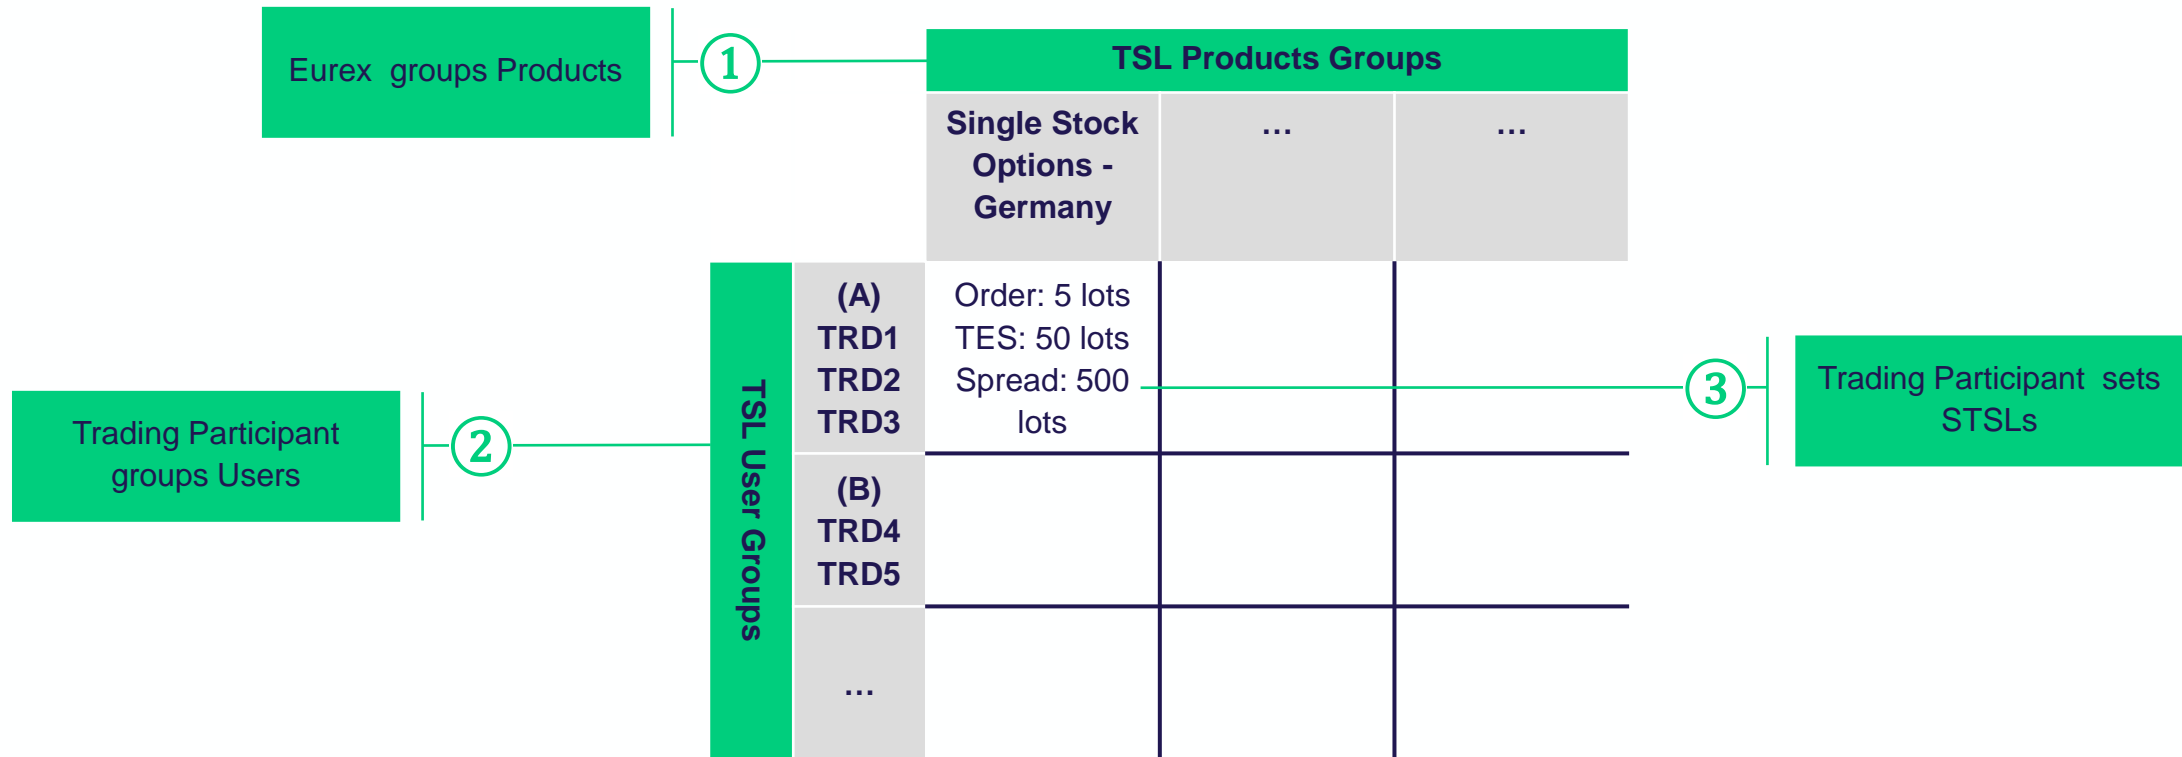 Eurex groups Products
1
TSL Products Groups
Single Stock
Options -
Germany
...
...
TSL User Groups
(A)
TRD1
TRD2
TRD3
Order: 5 lots
TES: 50 lots
Spread: 500
lots
3
Trading Participant sets
STSLs
Trading Participant
groups Users
2
(B)
TRD4
TRD5
...